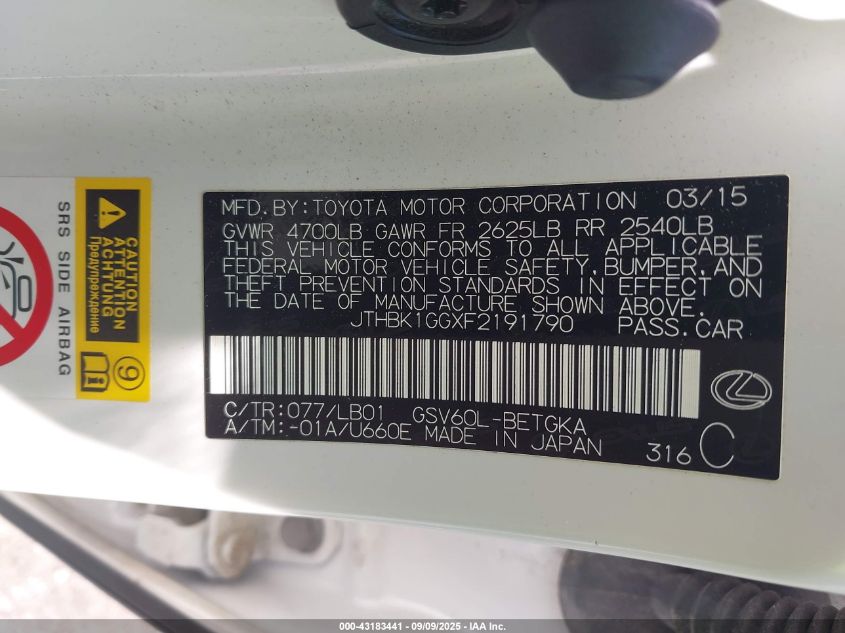 MFD. BY: TOYOTA MOTOR CORPORATION 03/15
GVWR 4700LB GAWR FR 2625LB RR 2540LB
THIS VEHICLE CONFORMS TO ALL APPLICABLE
FEDERAL MOTOR VEHICLE SAFETY, BUMPER, AND
THEFT PREVENTION STANDARDS IN EFFECT ON
THE DATE OF MANUFACTURE SHOWN ABOVE.
JTHBK1GGXF2191790 PASS. CAR
C/TR: 077/LB01 GSV60L-BETGKA
A/TM: -01A/U660E MADE IN JAPAN
316 C
CAUTION
ATTENTION
ACHTUNG
Предупреждение
9
SRS SIDE AIRBAG
000-43183441 - 09/09/2025 - IAA Inc.